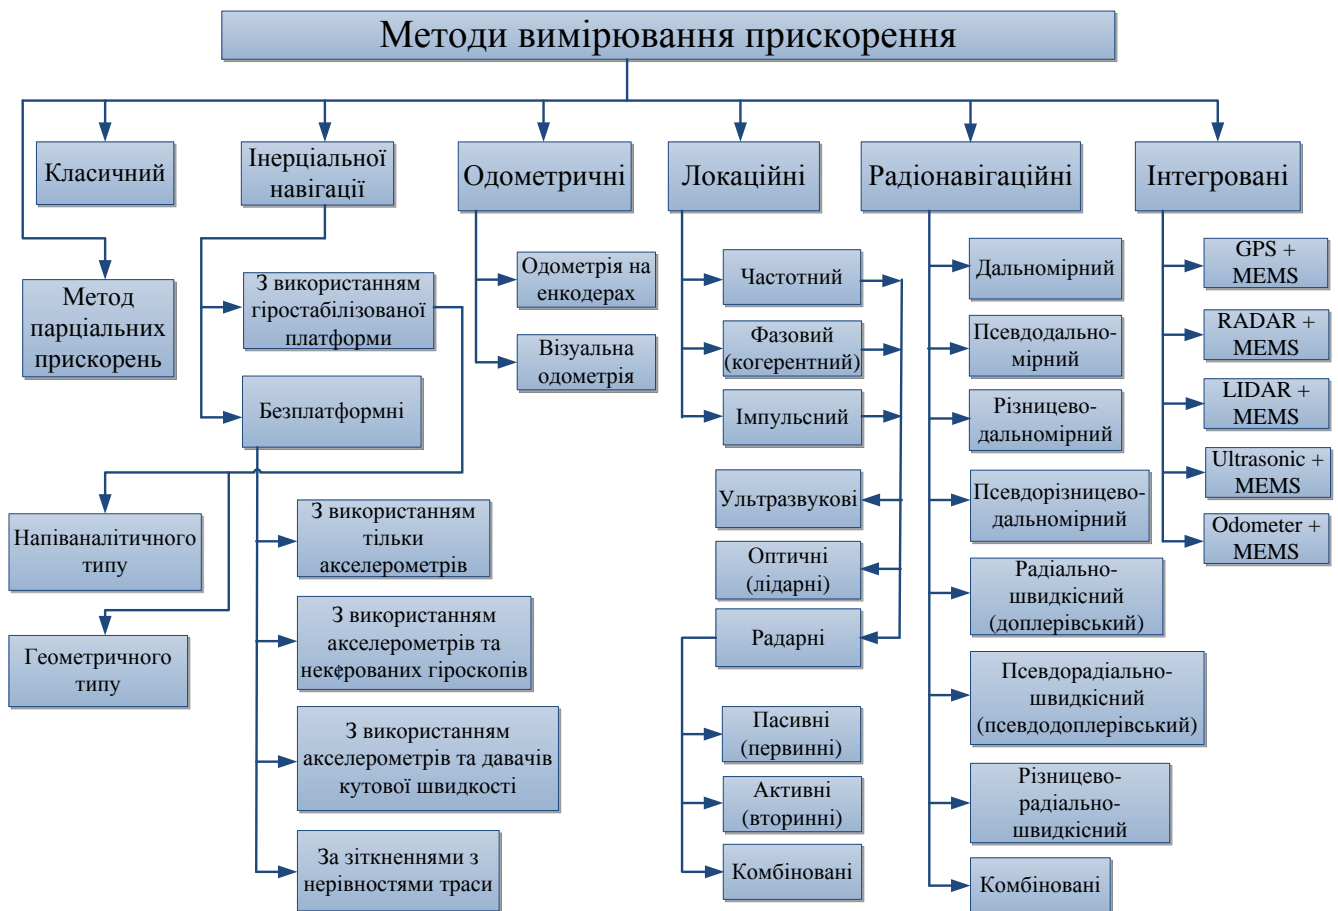 Методи вимірювання прискорення
Класичний
Інерціальної
навігації
Одометричні
Локаційні
Радіонавігаційні
Інтегровані
Метод
парціальних
прискорень
З використанням
гіростабілізованої
платформи
Безплатформні
Напіваналітичного
типу
Геометричного
типу
З використанням
тільки
акселерометрів
З використанням
акселерометрів та
некерованих гіроскопів
З використанням
акселерометрів та давачів
кутової швидкості
За зіткненнями з
нерівностями траси
Одометрія на
енкодерах
Візуальна
одометрія
Частотний
Фазовий
(когерентний)
Імпульсний
Ультразвукові
Оптичні
(лідарні)
Радарні
Пасивні
(первинні)
Активні
(вторинні)
Комбіновані
Дальномірний
Псевдодально-
мірний
Різницево-
дальномірний
Псевдорізницево-
дальномірний
Радіально-
швидкісний
(доплерівський)
Псевдорадіально-
швидкісний
(псевдодоплерівський)
Різницево-
радіально-
швидкісний
Комбіновані
GPS +
MEMS
RADAR +
MEMS
LIDAR +
MEMS
Ultrasonic +
MEMS
Odometer +
MEMS